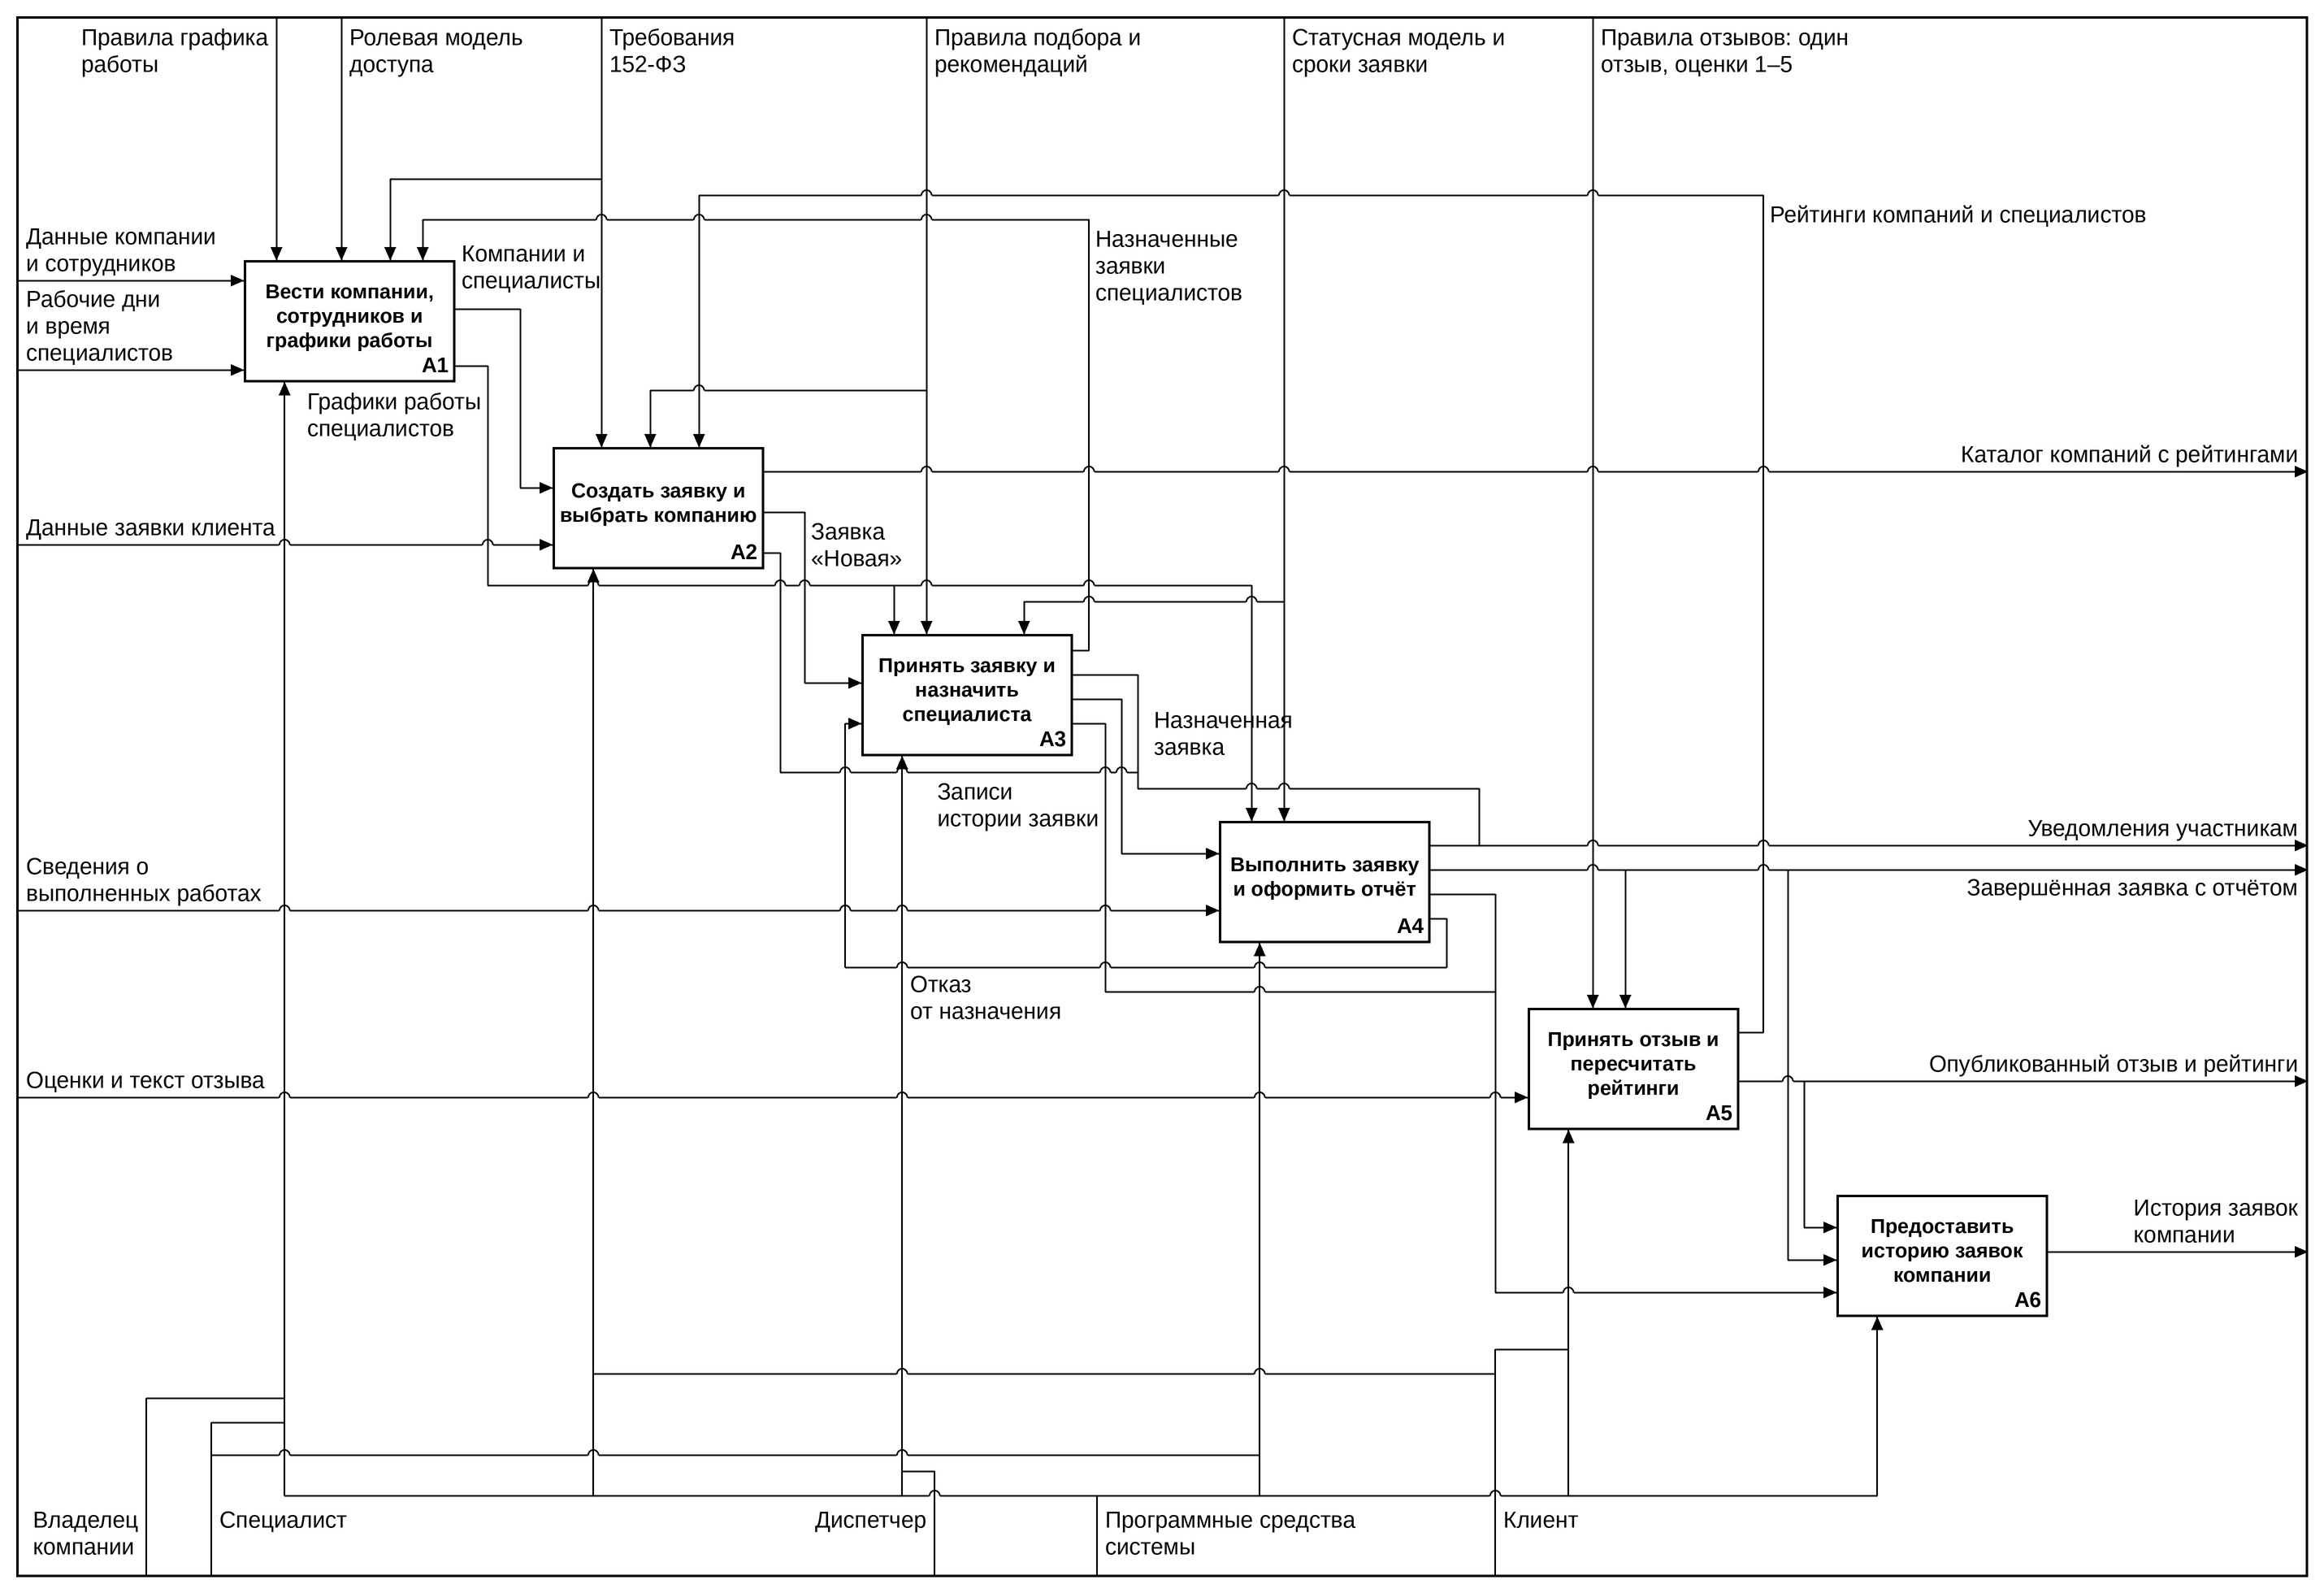 Правила графика
работы
Ролевая модель
доступа
Требования
152-ФЗ
Правила подбора и
рекомендаций
Статусная модель и
сроки заявки
Правила отзывов: один
отзыв, оценки 1–5
Рейтинги компаний и специалистов
Данные компании
и сотрудников
Рабочие дни
и время
специалистов
Вести компании,
сотрудников и
графики работы
A1
Компании и
специалисты
Назначенные
заявки
специалистов
Графики работы
специалистов
Каталог компаний с рейтингами
Данные заявки клиента
Создать заявку и
выбрать компанию
A2
Заявка
«Новая»
Принять заявку и
назначить
специалиста
A3
Назначенная
заявка
Записи
истории заявки
Уведомления участникам
Завершённая заявка с отчётом
Сведения о
выполненных работах
Выполнить заявку
и оформить отчёт
A4
Отказ
от назначения
Оценки и текст отзыва
Принять отзыв и
пересчитать
рейтинги
A5
Опубликованный отзыв и рейтинги
Предоставить
историю заявок
компании
A6
История заявок
компании
Владелец
компании
Специалист
Диспетчер
Программные средства
системы
Клиент